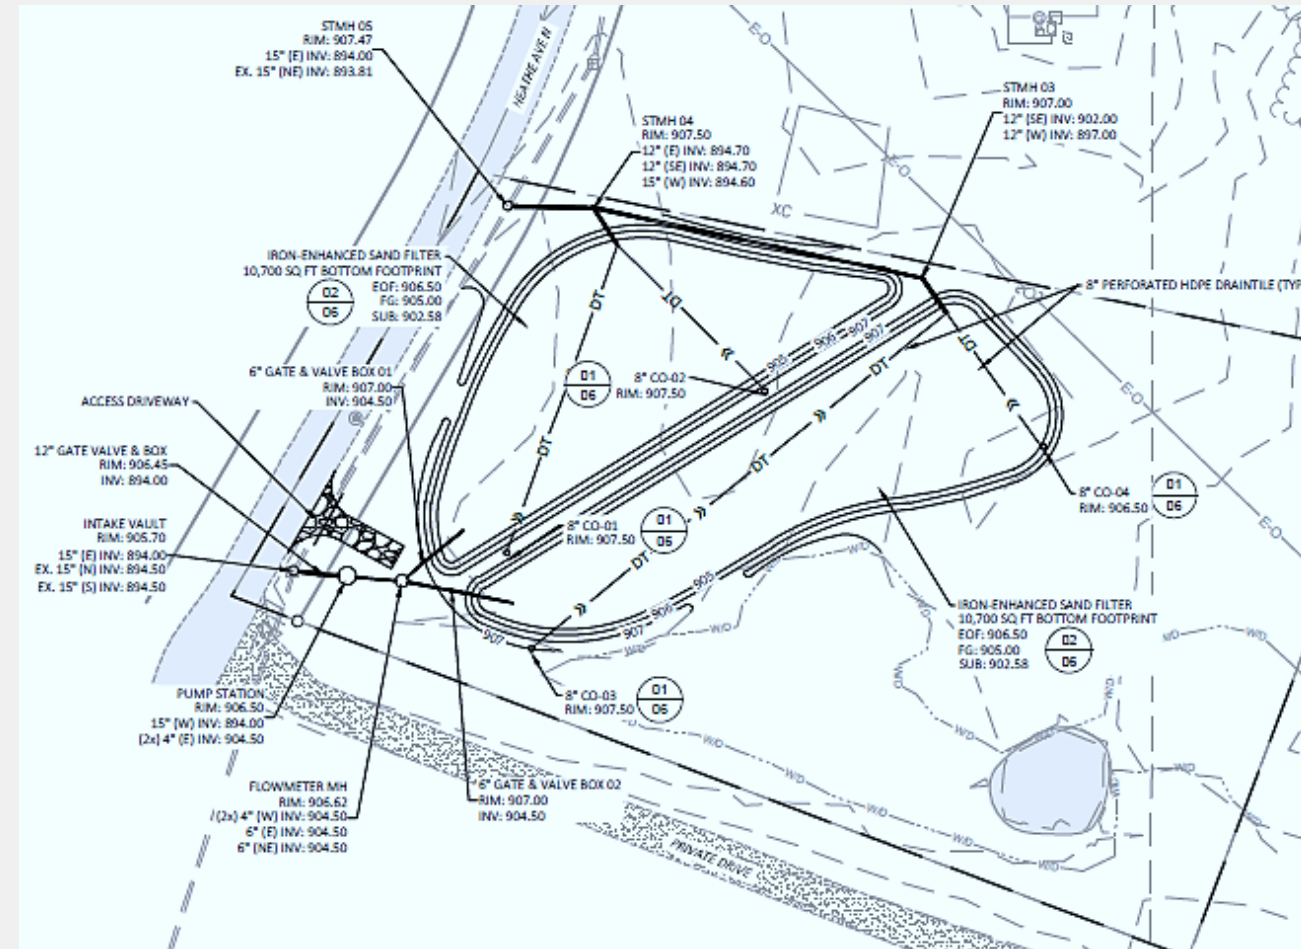 STMH 05
RIM: 907.47
15" (E) INV: 894.00
EX. 15" (NE) INV: 893.81
HEATHE AVE N
E-O
STMH 04
RIM: 907.50
12" (E) INV: 894.70
12" (SE) INV: 894.70
15" (W) INV: 894.60
STMH 03
RIM: 907.00
12" (SE) INV: 902.00
12" (W) INV: 897.00
E-O
XC
IRON-ENHANCED SAND FILTER
10,700 SQ FT BOTTOM FOOTPRINT
EOF: 906.50
FG: 905.00
SUB: 902.58
02
06
8" PERFORATED HDPE DRAINTILE (TYP
DT
DT
DT
DT
905
906
907
907
6" GATE & VALVE BOX 01
RIM: 907.00
INV: 904.50
01
06
8" CO-02
RIM: 907.50
DT
E-O
ACCESS DRIVEWAY
12" GATE VALVE & BOX
RIM: 906.45
INV: 894.00
DT
DT
8" CO-04
RIM: 906.50
01
06
INTAKE VAULT
RIM: 905.70
15" (E) INV: 894.00
EX. 15" (N) INV: 894.50
EX. 15" (S) INV: 894.50
8" CO-01
RIM: 907.50
01
06
E-O
DT
W/D
905
906
907
907
W/D
W/D
IRON-ENHANCED SAND FILTER
10,700 SQ FT BOTTOM FOOTPRINT
EOF: 906.50
FG: 905.00
SUB: 902.58
02
06
W/D
W/D
W/D
W/D
PUMP STATION
RIM: 906.50
15" (W) INV: 894.00
(2x) 4" (E) INV: 904.50
8" CO-03
RIM: 907.50
01
06
W/D
W/D
W/D
W/D
FLOWMETER MH
RIM: 906.62
(2x) 4" (W) INV: 904.50
6" (E) INV: 904.50
6" (NE) INV: 904.50
6" GATE & VALVE BOX 02
RIM: 907.00
INV: 904.50
W/D
W/D
W/D
PRIVATE DRIVE